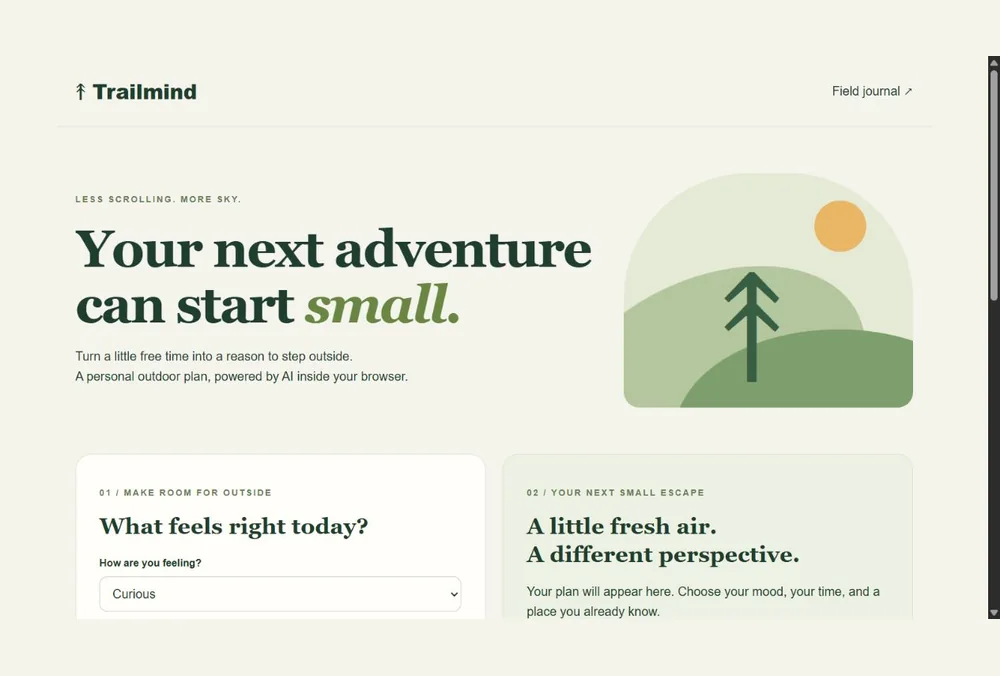 Trailmind
Field journal ↗
LESS SCROLLING. MORE SKY.
Your next adventure
can start small.
Turn a little free time into a reason to step outside.
A personal outdoor plan, powered by AI inside your browser.
01 / MAKE ROOM FOR OUTSIDE
What feels right today?
How are you feeling?
Curious
02 / YOUR NEXT SMALL ESCAPE
A little fresh air.
A different perspective.
Your plan will appear here. Choose your mood, your time, and a
place you already know.